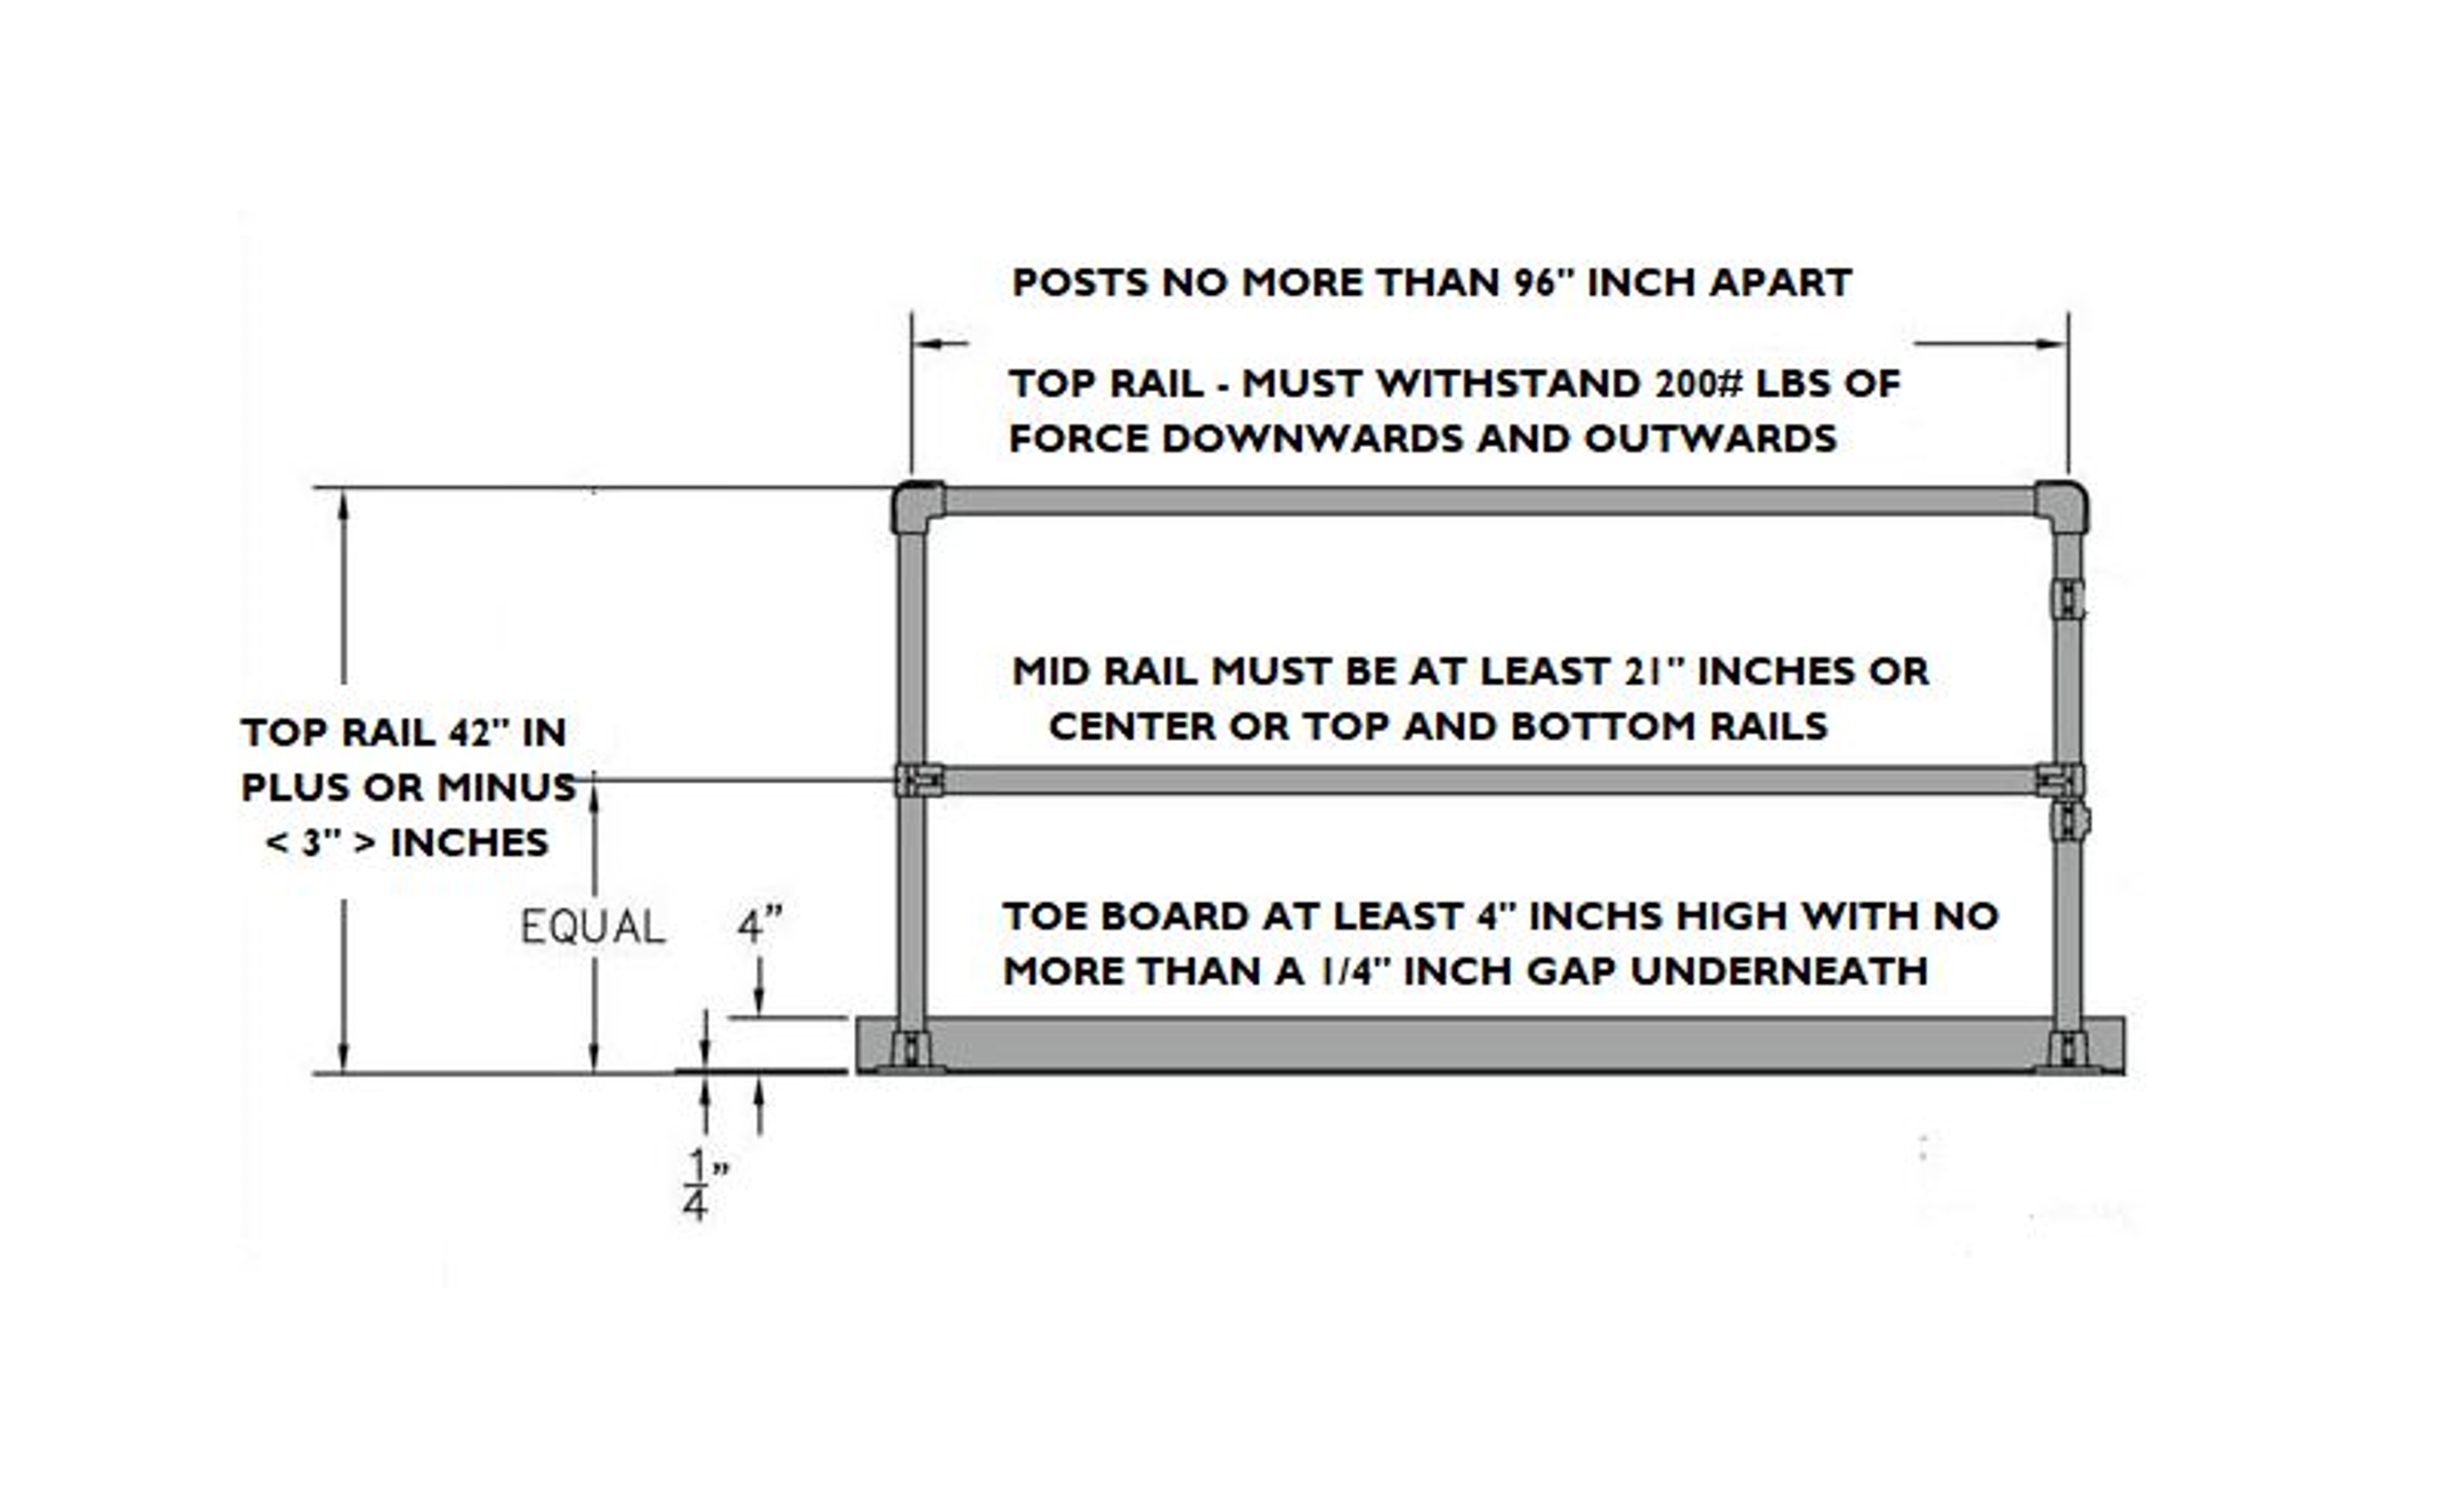 POSTS NO MORE THAN 96" INCH APART
TOP RAIL - MUST WITHSTAND 200# LBS OF
FORCE DOWNWARDS AND OUTWARDS
MID RAIL MUST BE AT LEAST 21" INCHES OR
CENTER OR TOP AND BOTTOM RAILS
TOP RAIL 42" IN
PLUS OR MINUS
< 3" > INCHES
EQUAL
4"
TOE BOARD AT LEAST 4" INCHS HIGH WITH NO
MORE THAN A 1/4" INCH GAP UNDERNEATH
1/4"